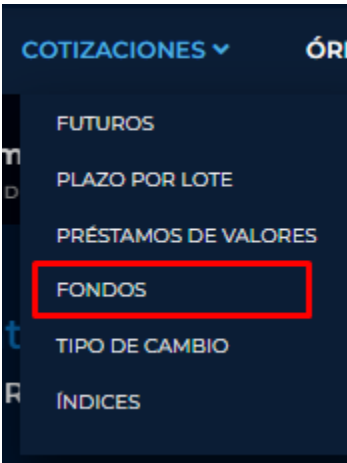 COTIZACIONES
FUTUROS
PLAZO POR LOTE
PRÉSTAMOS DE VALORES
FONDOS
TIPO DE CAMBIO
ÍNDICES